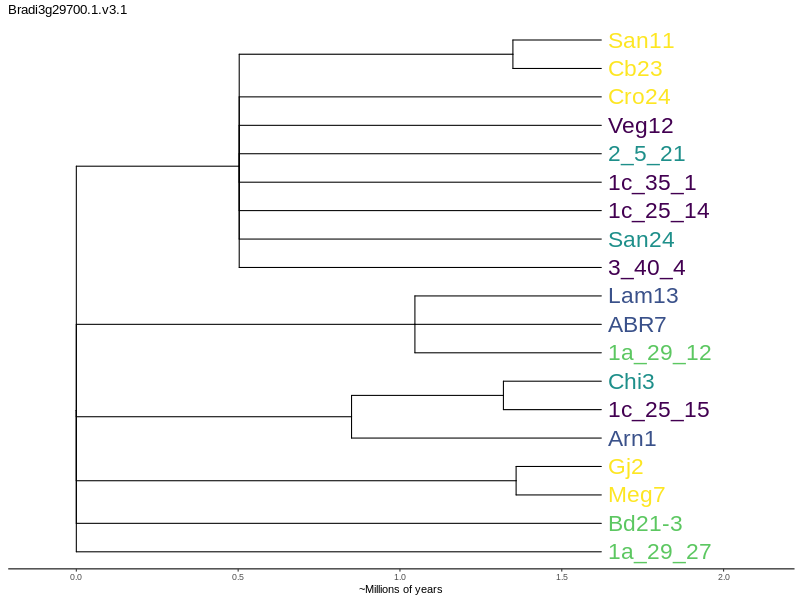 Bradi3g29700.1.v3.1
San11
Cb23
Cro24
Veg12
2_5_21
1c_35_1
1c_25_14
San24
3_40_4
Lam13
ABR7
1a_29_12
Chi3
1c_25_15
Arn1
Gj2
Meg7
Bd21-3
1a_29_27
0.0 0.5 1.0 1.5 2.0
~Millions of years